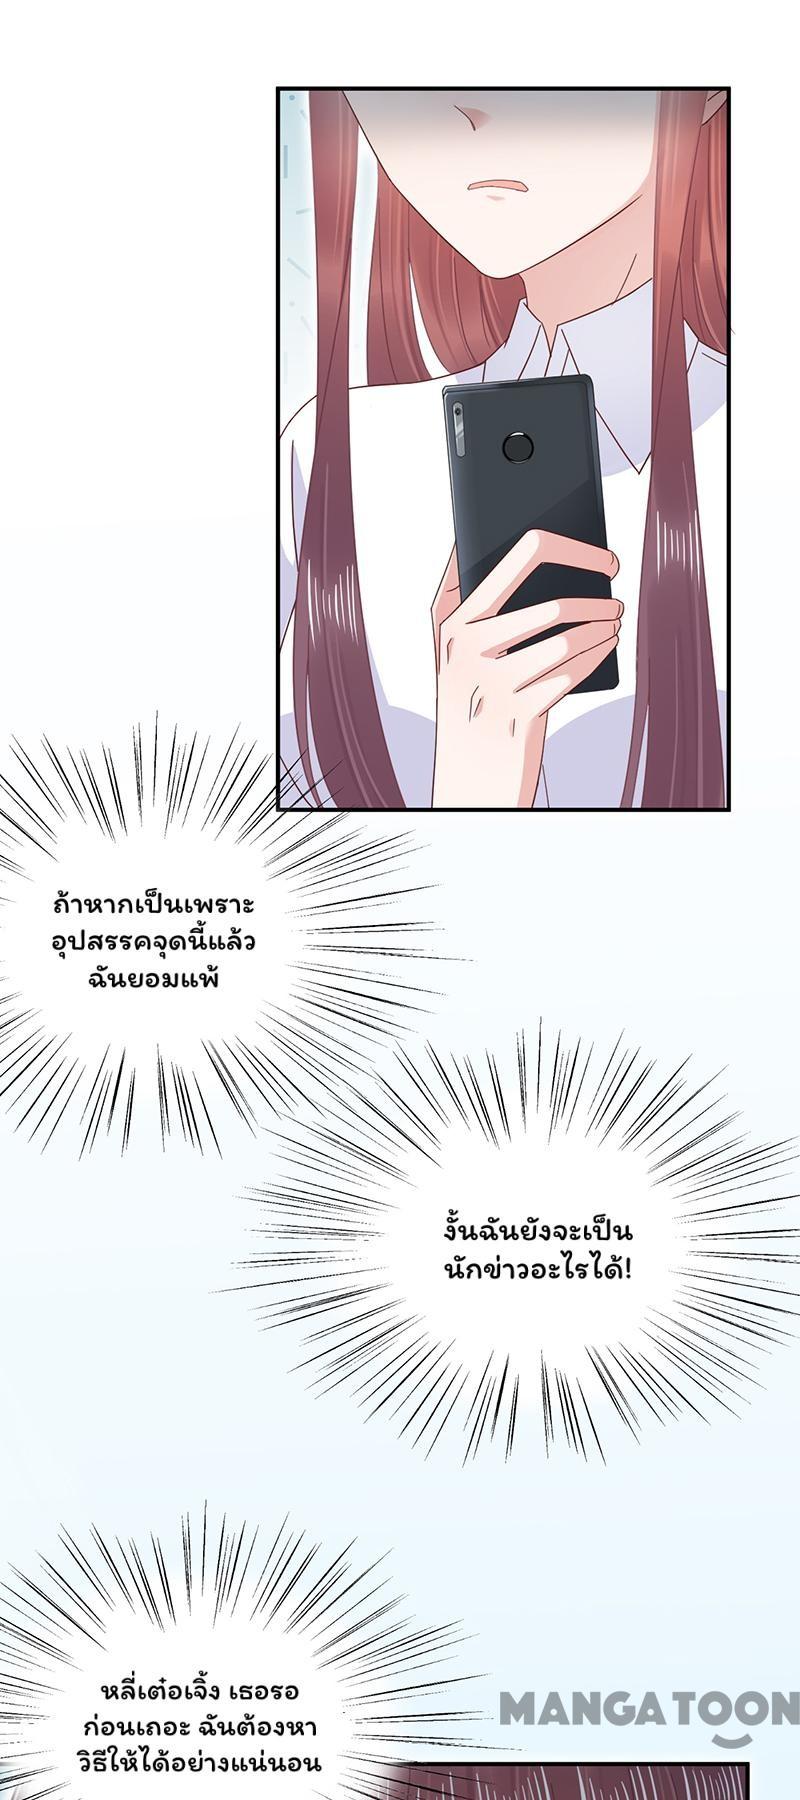 ถ้าหากเป็นเพราะ
อุปสรรคจุดนี้แล้ว
ฉันยอมแพ้
งั้นฉันยังจะเป็น
นักข่าวอะไรได้!
หลี่เต๋อเจิ้ง เธอรอ
ก่อนเถอะ ฉันต้องหา
วิธีให้ได้อย่างแน่นอน
MANGATOON